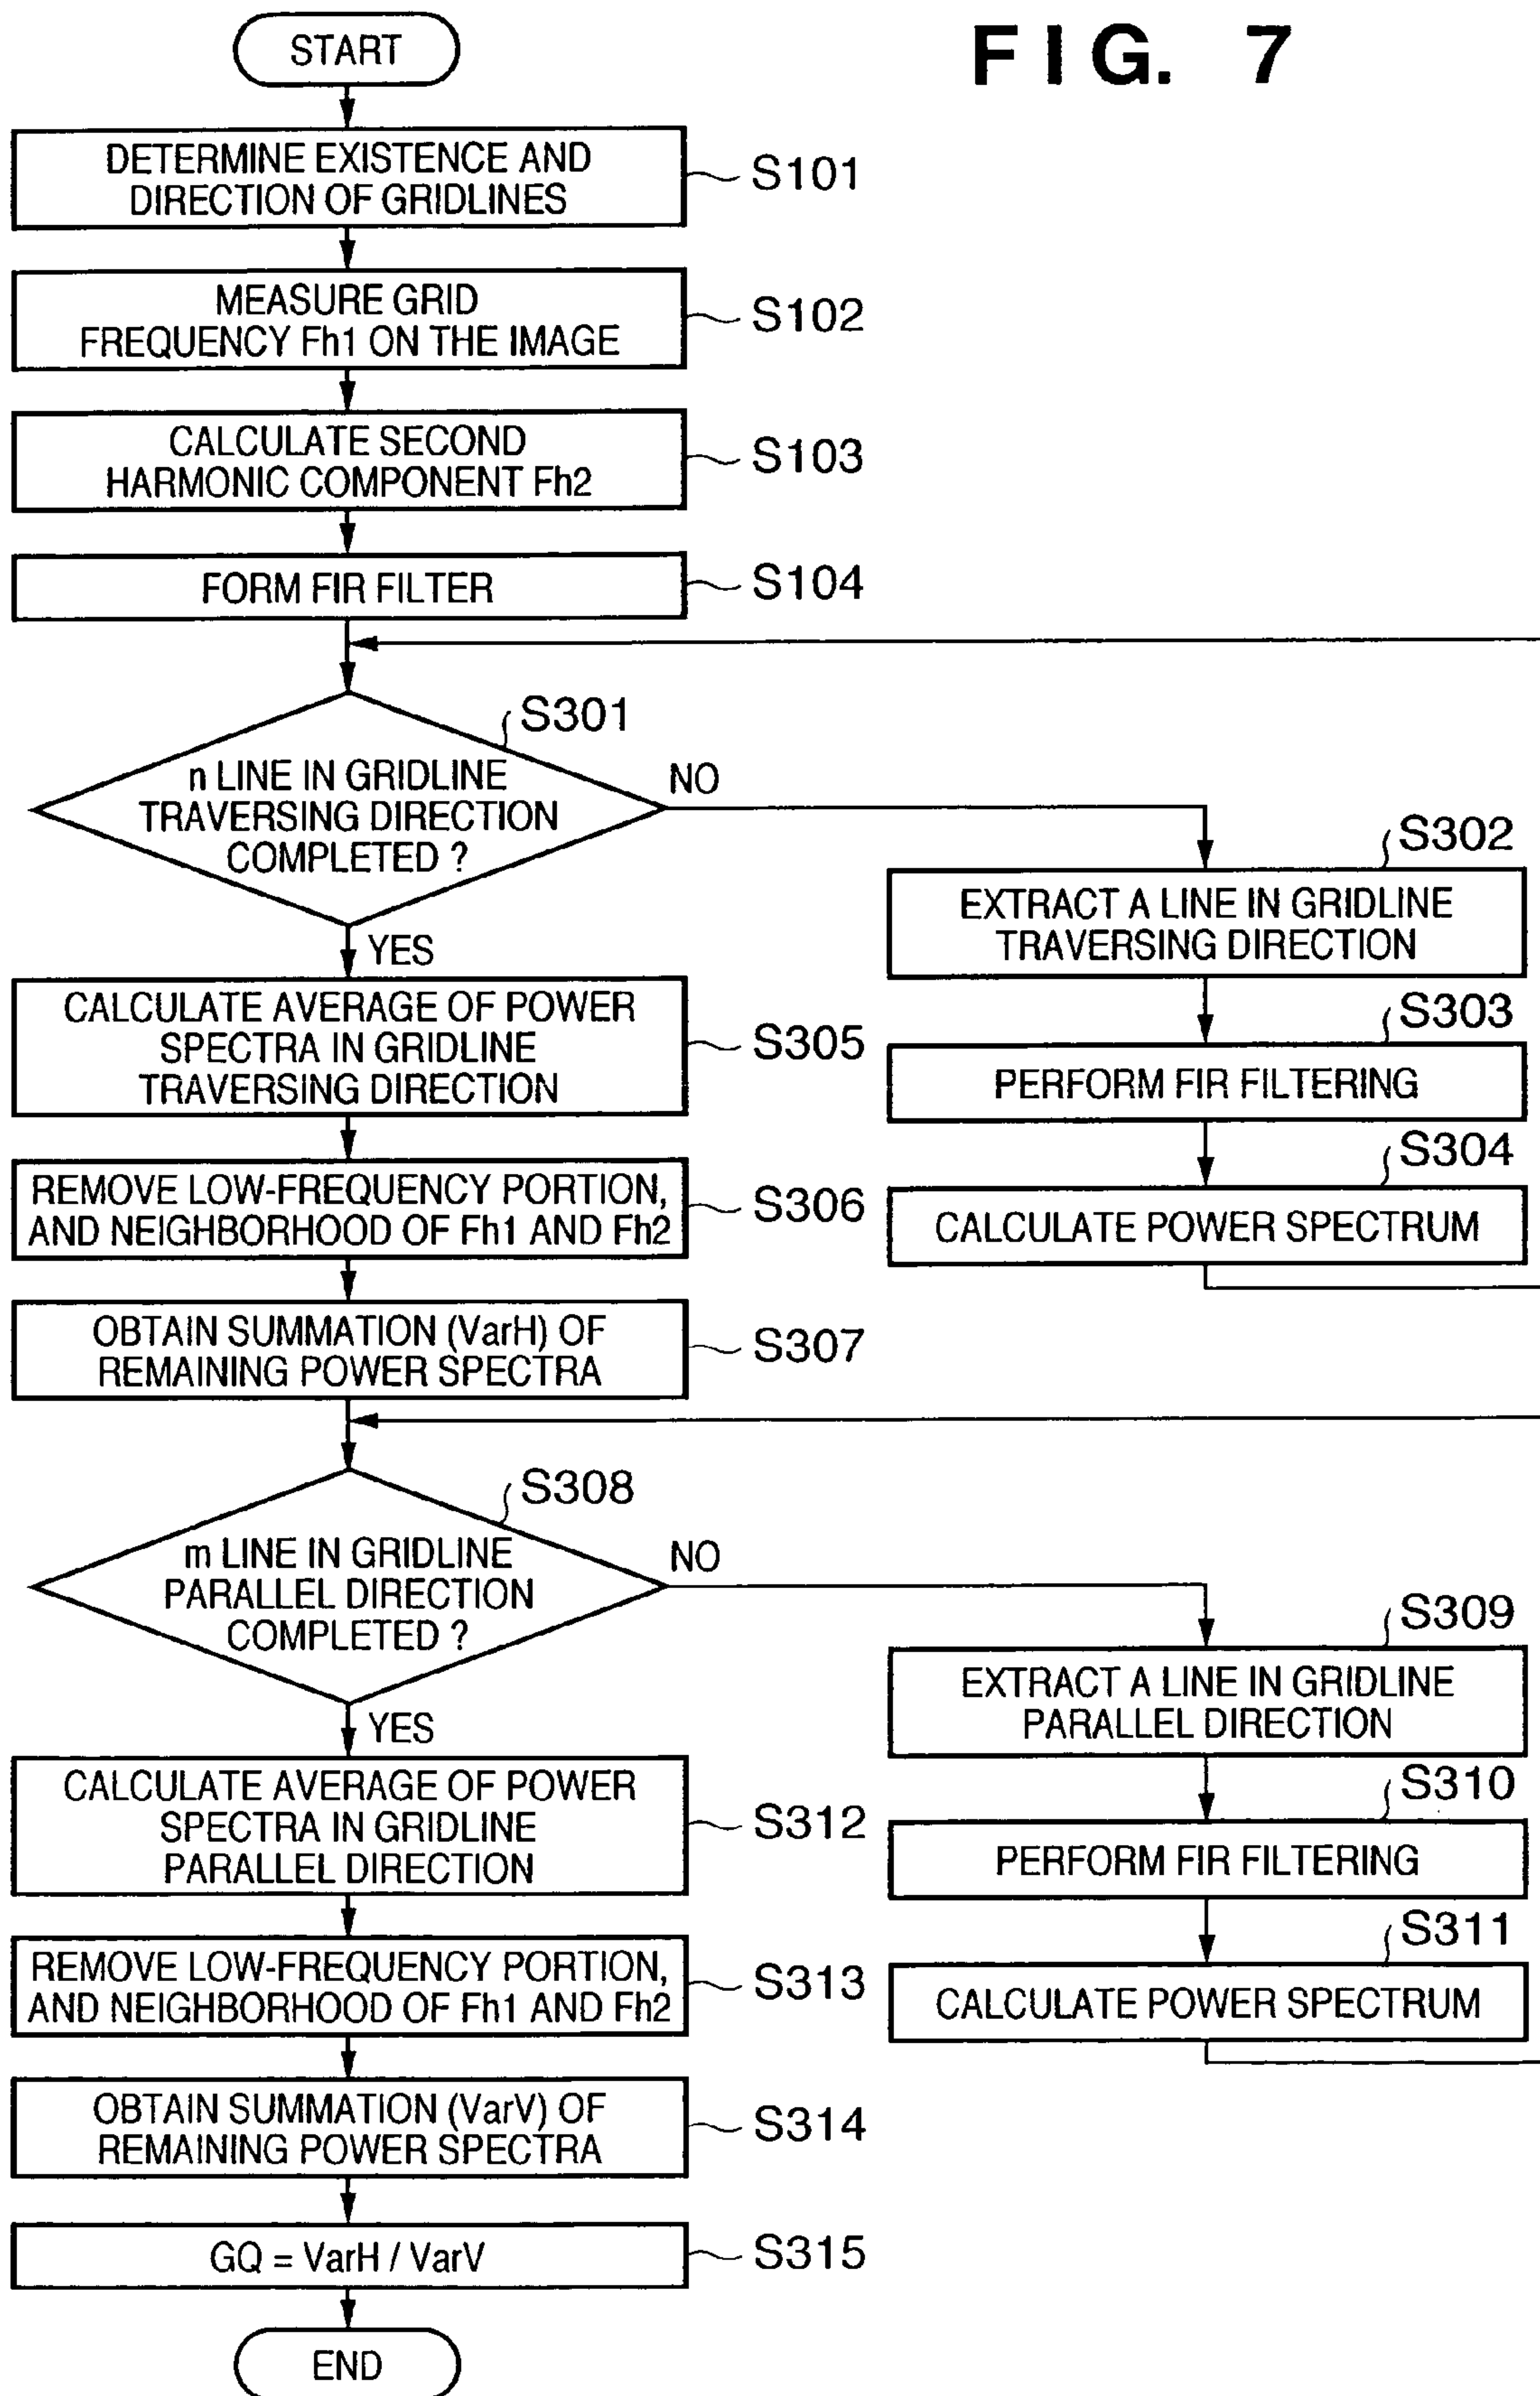 FIG. 7
START
DETERMINE EXISTENCE AND
DIRECTION OF GRIDLINES
S101
MEASURE GRID
FREQUENCY Fh1 ON THE IMAGE
S102
CALCULATE SECOND
HARMONIC COMPONENT Fh2
S103
FORM FIR FILTER
S104
S301
n LINE IN GRIDLINE
TRAVERSING DIRECTION
COMPLETED ?
NO
YES
S302
EXTRACT A LINE IN GRIDLINE
TRAVERSING DIRECTION
S303
PERFORM FIR FILTERING
S304
CALCULATE POWER SPECTRUM
CALCULATE AVERAGE OF POWER
SPECTRA IN GRIDLINE
TRAVERSING DIRECTION
S305
REMOVE LOW-FREQUENCY PORTION,
AND NEIGHBORHOOD OF Fh1 AND Fh2
S306
OBTAIN SUMMATION (VarH) OF
REMAINING POWER SPECTRA
S307
S308
m LINE IN GRIDLINE
PARALLEL DIRECTION
COMPLETED ?
NO
YES
S309
EXTRACT A LINE IN GRIDLINE
PARALLEL DIRECTION
S310
PERFORM FIR FILTERING
S311
CALCULATE POWER SPECTRUM
CALCULATE AVERAGE OF POWER
SPECTRA IN GRIDLINE
PARALLEL DIRECTION
S312
REMOVE LOW-FREQUENCY PORTION,
AND NEIGHBORHOOD OF Fh1 AND Fh2
S313
OBTAIN SUMMATION (VarV) OF
REMAINING POWER SPECTRA
S314
GQ = VarH / VarV
S315
END